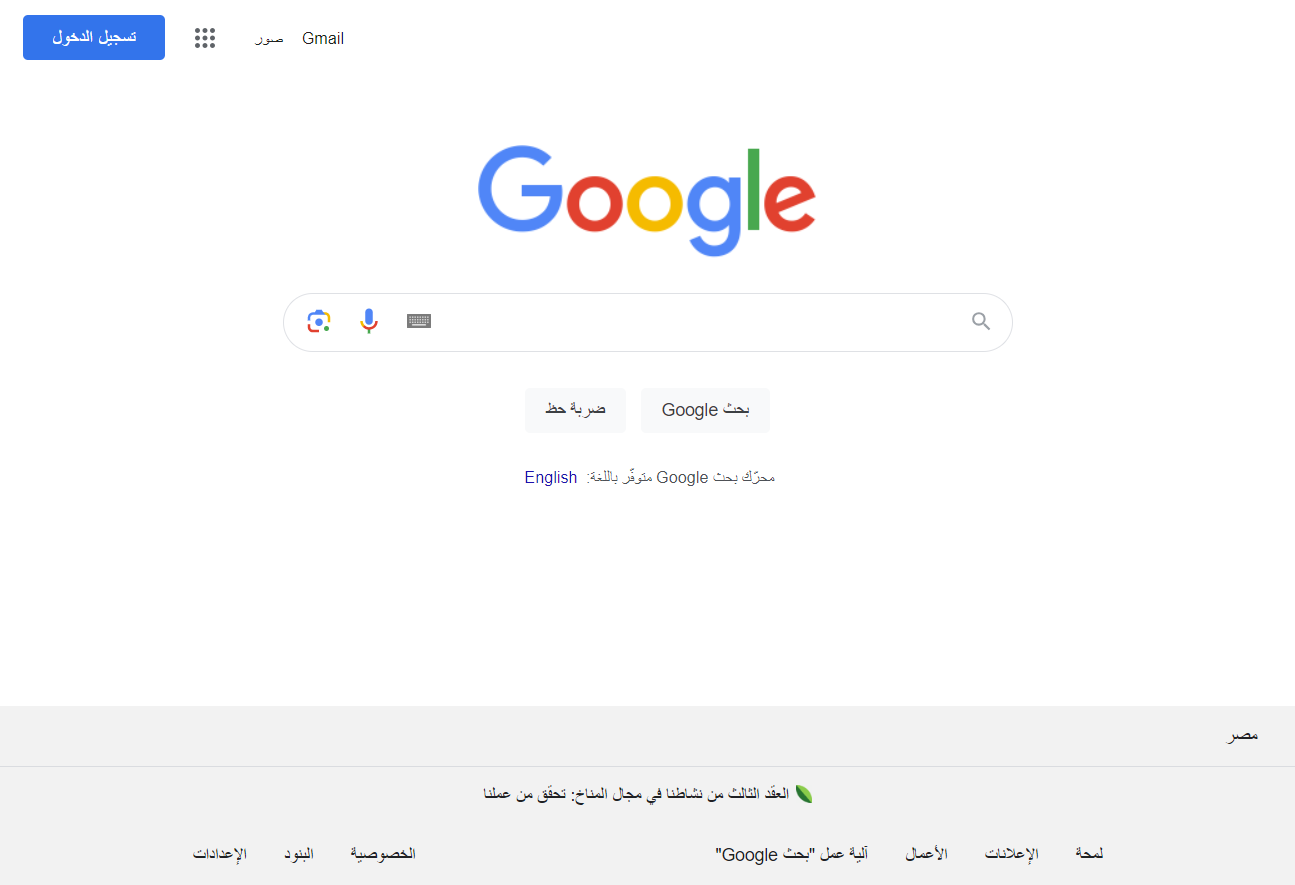 Gmail صور تسجيل الدخول
Google
بحث Google ضربة حظ
محرّك بحث Google متوفّر باللغة: English
مصر
العقد الثالث من نشاطنا في مجال المناخ: تحقّق من عملنا
لمحة الإعلانات الأعمال آلية عمل "بحث Google" الخصوصية البنود الإعدادات